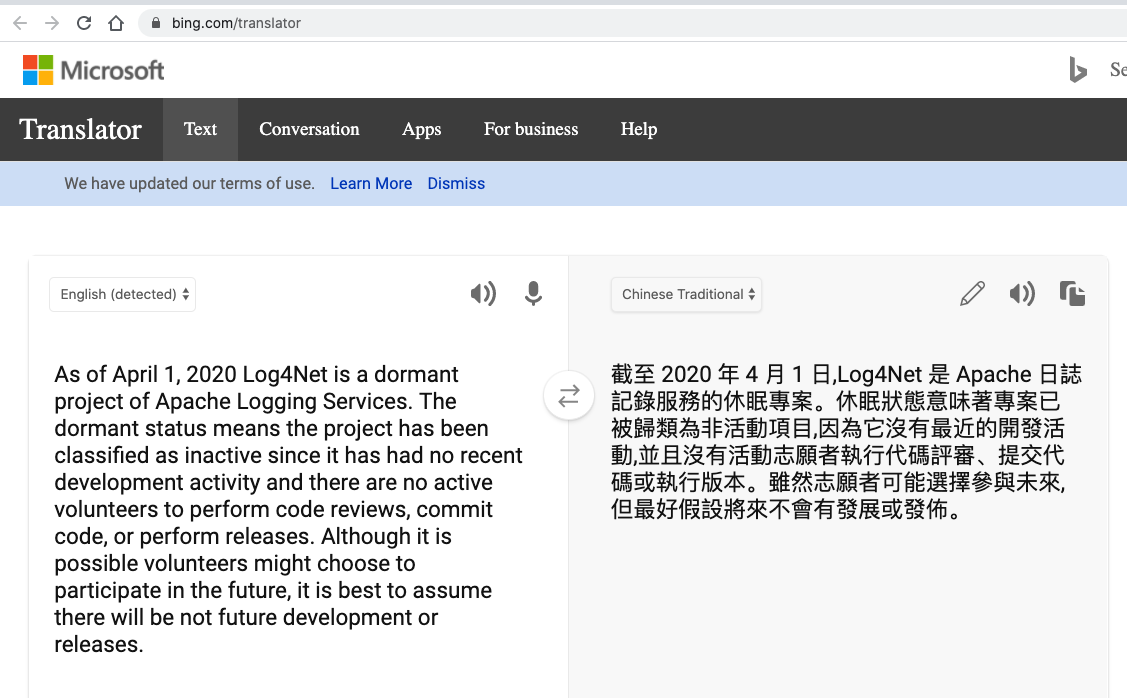 bing.com/translator
Microsoft
Translator
Text
Conversation
Apps
For business
Help
We have updated our terms of use. Learn More Dismiss
English (detected)
As of April 1, 2020 Log4Net is a dormant
project of Apache Logging Services. The
dormant status means the project has been
classified as inactive since it has had no recent
development activity and there are no active
volunteers to perform code reviews, commit
code, or perform releases. Although it is
possible volunteers might choose to
participate in the future, it is best to assume
there will be not future development or
releases.
Chinese Traditional
截至 2020 年 4 月 1 日,Log4Net 是 Apache 日誌
記錄服務的休眠專案。休眠狀態意味著專案已
被歸類為非活動項目,因為它沒有最近的開發活
動,並且沒有活動志願者執行代碼評審、提交代
碼或執行版本。雖然志願者可能選擇參與未來,
但最好假設將來不會有發展或發佈。